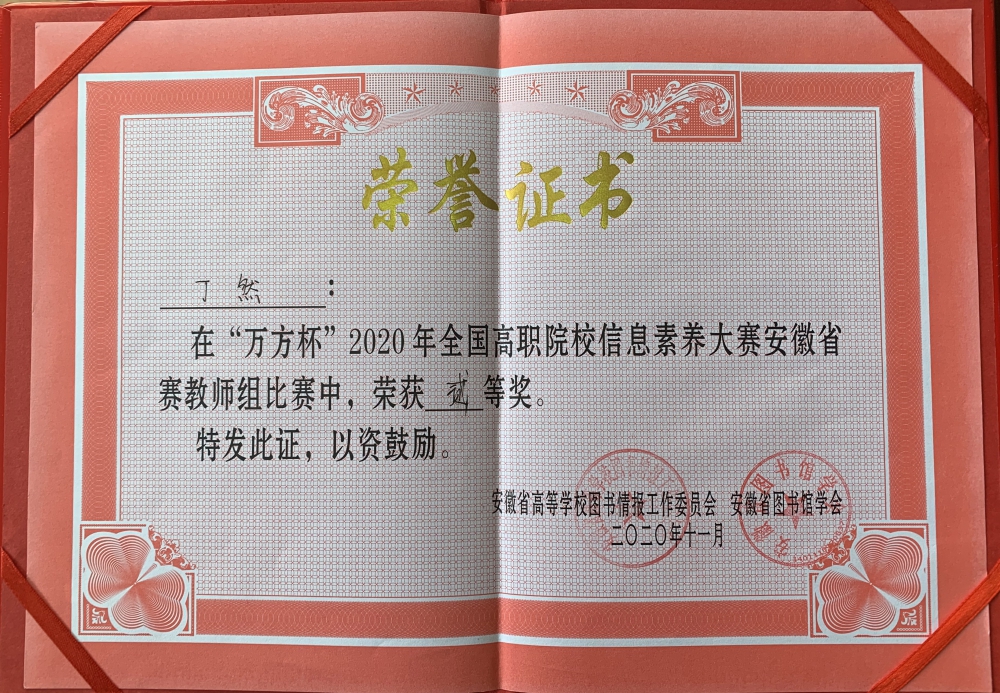 荣誉证书
丁然：
在“万方杯”2020年全国高职院校信息素养大赛安徽省
赛教师组比赛中，荣获贰等奖。
特发此证，以资鼓励。
安徽省高等学校图书情报工作委员会 安徽省图书馆学会
二〇二〇年十一月